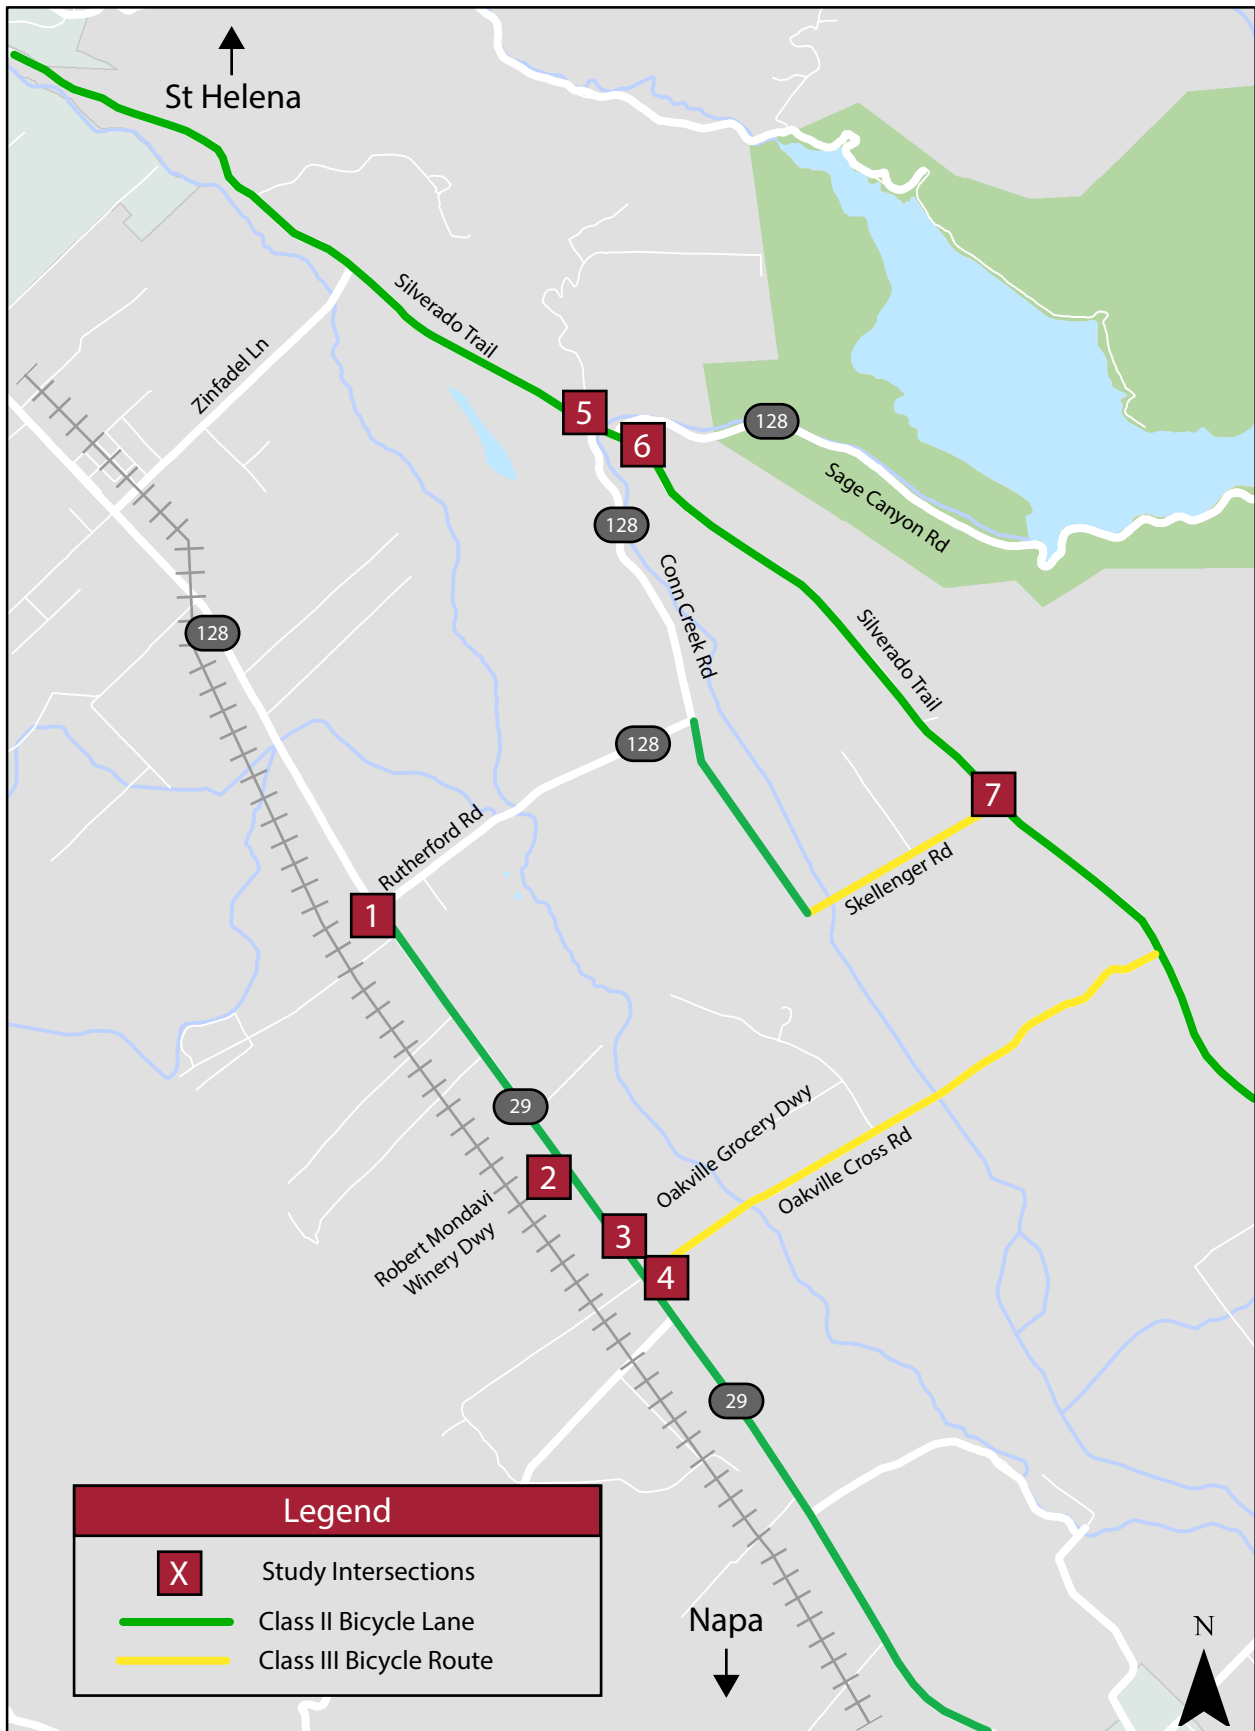 St Helena
Silverado Trail
Zinfadel Ln
5
6
128
Sage Canyon Rd
128
Conn Creek Rd
128
Silverado Trail
128
7
Rutherford Rd
Skellenger Rd
1
29
Oakville Grocery Dwy
Oakville Cross Rd
2
Robert Mondavi
Winery Dwy
3
4
29
Legend
X Study Intersections
Class II Bicycle Lane
Class III Bicycle Route
Napa
N